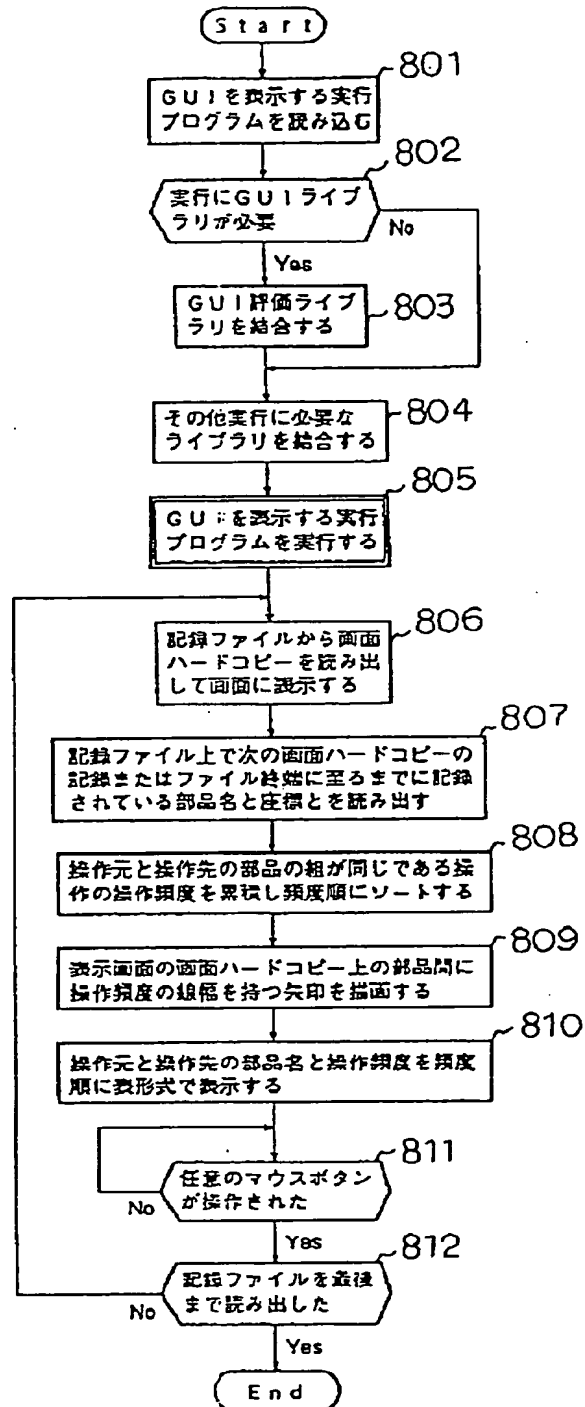 Start
801
GUIを表示する実行
プログラムを読み込む
802
実行にGUIライブ
ラリが必要
No
Yes
GUI評価ライブ
ラリを結合する
803
その他実行に必要な
ライブラリを結合する
804
805
GUIを表示する実行
プログラムを実行する
806
記録ファイルから画面
ハードコピーを読み出
して画面に表示する
807
記録ファイル上で次の画面ハードコピーの
記録またはファイル終端に至るまでに記録
されている部品名と座標とを読み出す
808
操作元と操作先の部品の組が同じである操
作の操作頻度を累積し頻度順にソートする
809
表示画面の画面ハードコピー上の部品間に
操作頻度の線幅を持つ矢印を描画する
810
操作元と操作先の部品名と操作頻度を頻度
順に表形式で表示する
811
任意のマウスボタン
が操作された
No
Yes
812
記録ファイルを最後
まで読み出した
No
Yes
End